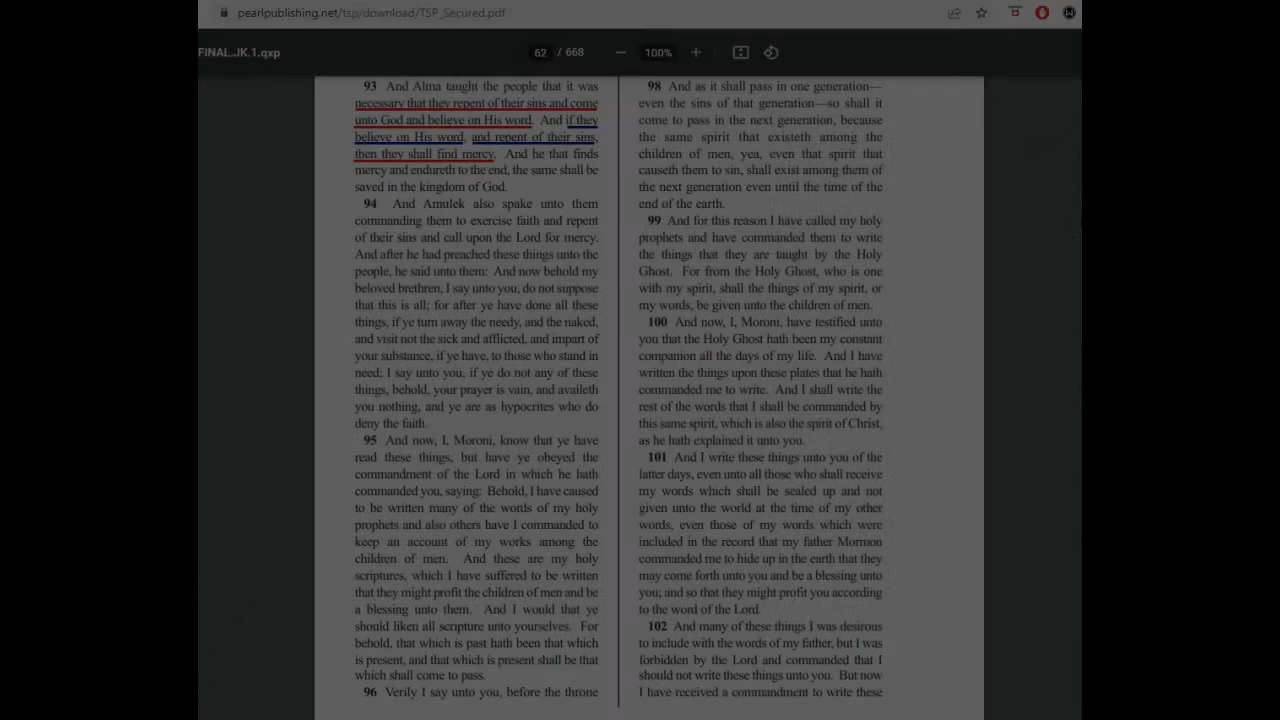 pearlpublishing.net/tsp/download/TSP_Secured.pdf
FINAL.JK.1.qxp
62 / 668
100%
93 And Alma taught the people that it was
necessary that they repent of their sins and come
unto God and believe on His word. And if they
believe on His word, and repent of their sins,
then they shall find mercy. And he that finds
mercy and endureth to the end, the same shall be
saved in the kingdom of God.
94 And Amulek also spake unto them
commanding them to exercise faith and repent
of their sins and call upon the Lord for mercy.
And after he had preached these things unto the
people, he said unto them: And now behold my
beloved brethren, I say unto you, do not suppose
that this is all; for after ye have done all these
things, if ye turn away the needy, and the naked,
and visit not the sick and afflicted, and impart of
your substance, if ye have, to those who stand in
need; I say unto you, if ye do not any of these
things, behold, your prayer is vain, and availeth
you nothing, and ye are as hypocrites who do
deny the faith.
95 And now, I, Moroni, know that ye have
read these things, but have ye obeyed the
commandment of the Lord in which he hath
commanded you, saying: Behold, I have caused
to be written many of the words of my holy
prophets and also others have I commanded to
keep an account of my works among the
children of men. And these are my holy
scriptures, which I have suffered to be written
that they might profit the children of men and be
a blessing unto them. And I would that ye
should liken all scripture unto yourselves. For
behold, that which is past hath been that which
is present, and that which is present shall be that
which shall come to pass.
96 Verily I say unto you, before the throne
98 And as it shall pass in one generation—
even the sins of that generation—so shall it
come to pass in the next generation, because
the same spirit that existeth among the
children of men, yea, even that spirit that
causeth them to sin, shall exist among them of
the next generation even until the time of the
end of the earth.
99 And for this reason I have called my holy
prophets and have commanded them to write
the things that they are taught by the Holy
Ghost. For from the Holy Ghost, who is one
with my spirit, shall the things of my spirit, or
my words, be given unto the children of men.
100 And now, I, Moroni, have testified unto
you that the Holy Ghost hath been my constant
companion all the days of my life. And I have
written the things upon these plates that he hath
commanded me to write. And I shall write the
rest of the words that I shall be commanded by
this same spirit, which is also the spirit of Christ,
as he hath explained it unto you.
101 And I write these things unto you of the
latter days, even unto all those who shall receive
my words which shall be sealed up and not
given unto the world at the time of my other
words, even those of my words which were
included in the record that my father Mormon
commanded me to hide up in the earth that they
may come forth unto you and be a blessing unto
you; and so that they might profit you according
to the word of the Lord.
102 And many of these things I was desirous
to include with the words of my father, but I was
forbidden by the Lord and commanded that I
should not write these things unto you. But now
I have received a commandment to write these